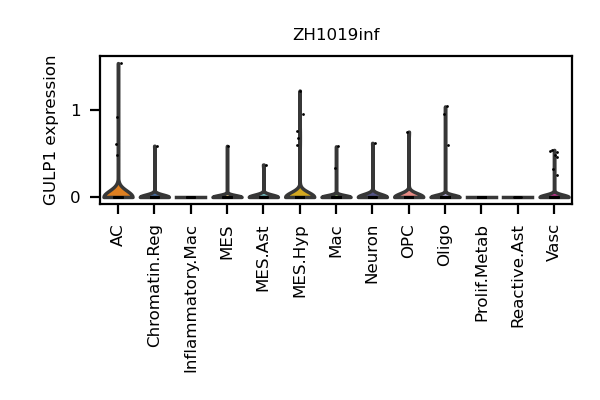 ZH1019inf
GULP1 expression
1
0
AC
Chromatin.Reg
Inflammatory.Mac
MES
MES.Ast
MES.Hyp
Mac
Neuron
OPC
Oligo
Prolif.Metab
Reactive.Ast
Vasc